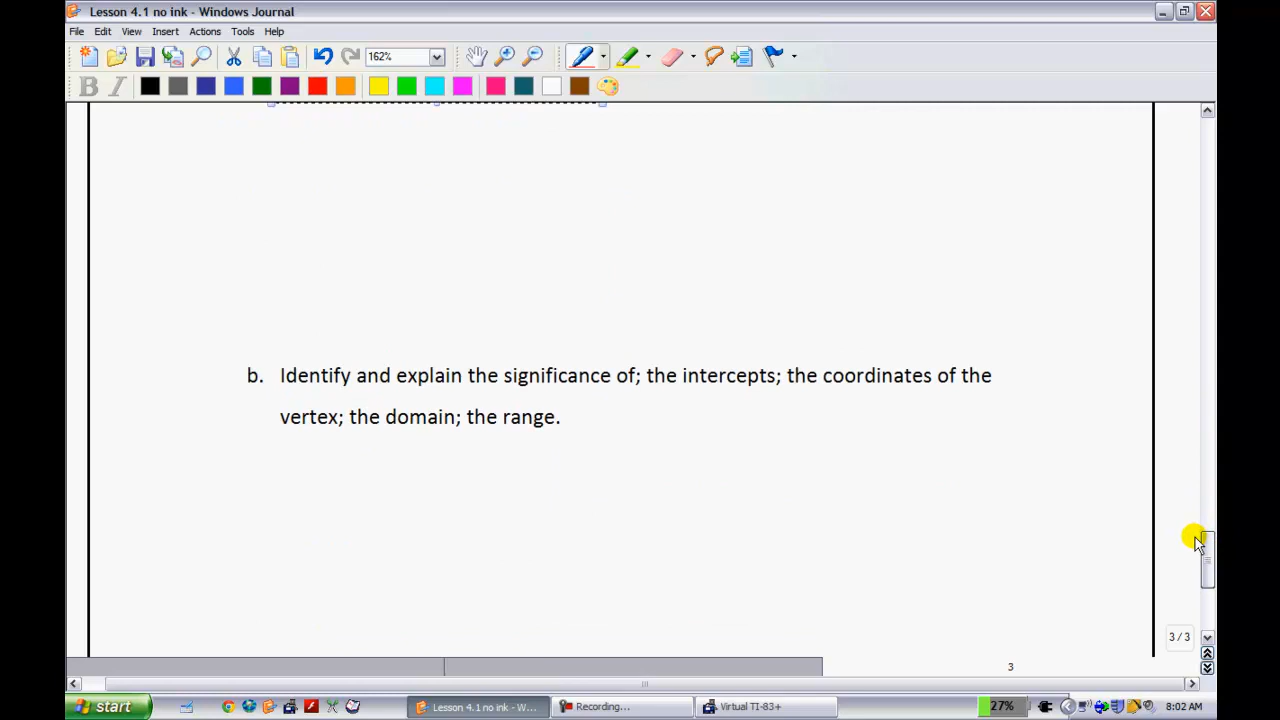 Lesson 4.1 no ink - Windows Journal
File Edit View Insert Actions Tools Help
162%
B I
b. Identify and explain the significance of; the intercepts; the coordinates of the
vertex; the domain; the range.
3/3
3
start Lesson 4.1 no ink - W... Recording... Virtual TI-83+ 27% 8:02 AM